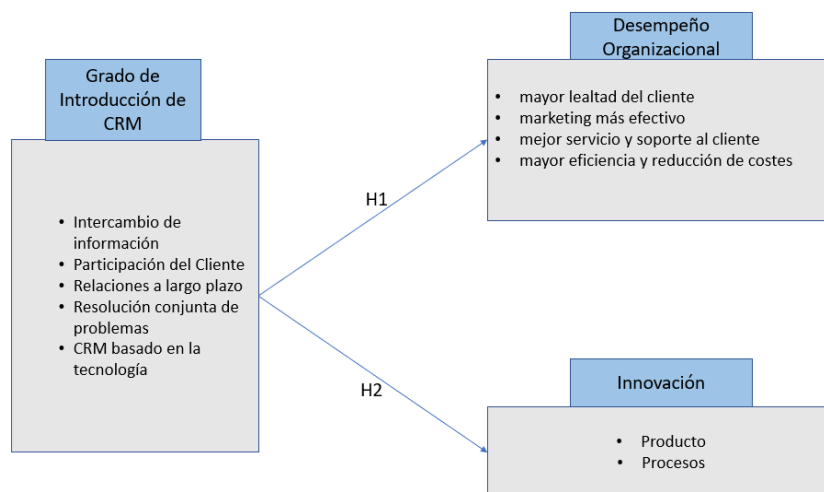 Grado de
Introducción de
CRM
• Intercambio de
información
• Participación del Cliente
• Relaciones a largo plazo
• Resolución conjunta de
problemas
• CRM basado en la
tecnología
H1
H2
Desempeño
Organizacional
• mayor lealtad del cliente
• marketing más efectivo
• mejor servicio y soporte al cliente
• mayor eficiencia y reducción de costes
Innovación
• Producto
• Procesos